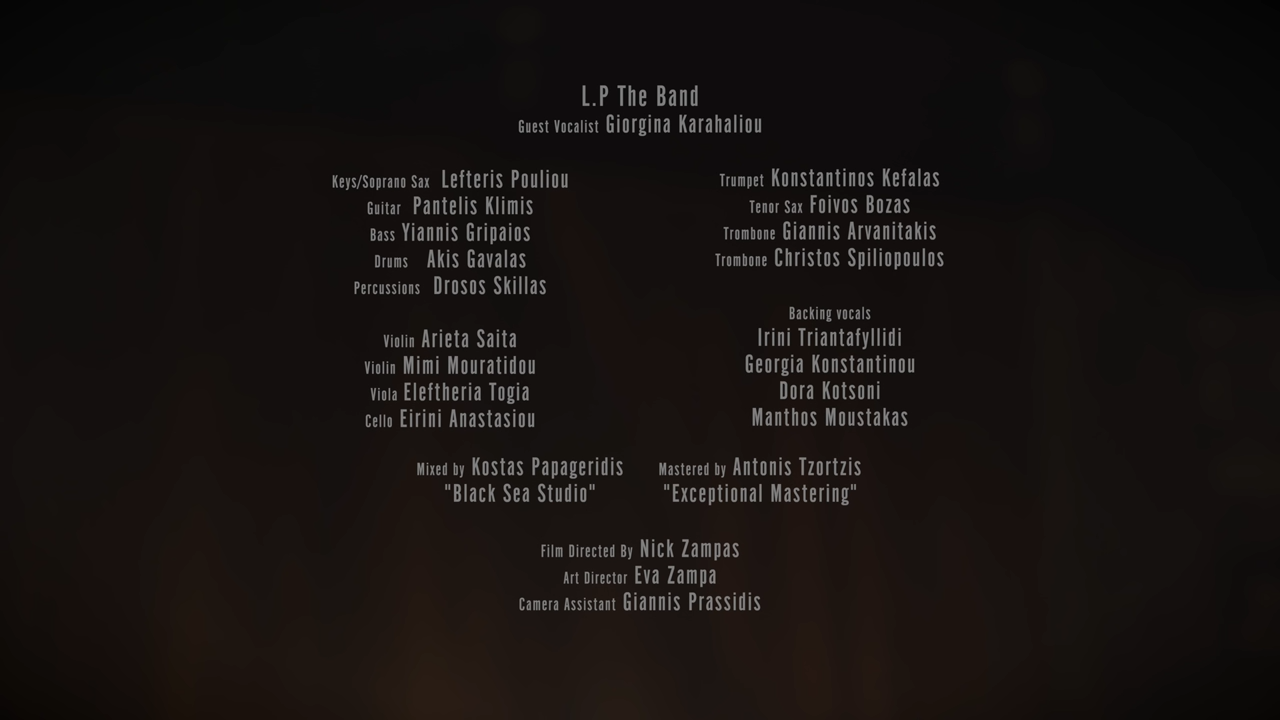 L.P The Band
Guest Vocalist Giorgina Karahaliou
Keys/Soprano Sax Lefteris Pouliou
Guitar Pantelis Klimis
Bass Yiannis Gripaios
Drums Akis Gavalas
Percussions Drosos Skillas
Violin Arieta Saita
Violin Mimi Mouratidou
Viola Eleftheria Togia
Cello Eirini Anastasiou
Trumpet Konstantinos Kefalas
Tenor Sax Foivos Bozas
Trombone Giannis Arvanitakis
Trombone Christos Spiliopoulos
Backing vocals
Irini Triantafyllidi
Georgia Konstantinou
Dora Kotsoni
Manthos Moustakas
Mixed by Kostas Papageridis
"Black Sea Studio"
Mastered by Antonis Tzortzis
"Exceptional Mastering"
Film Directed By Nick Zampas
Art Director Eva Zampa
Camera Assistant Giannis Prassidis